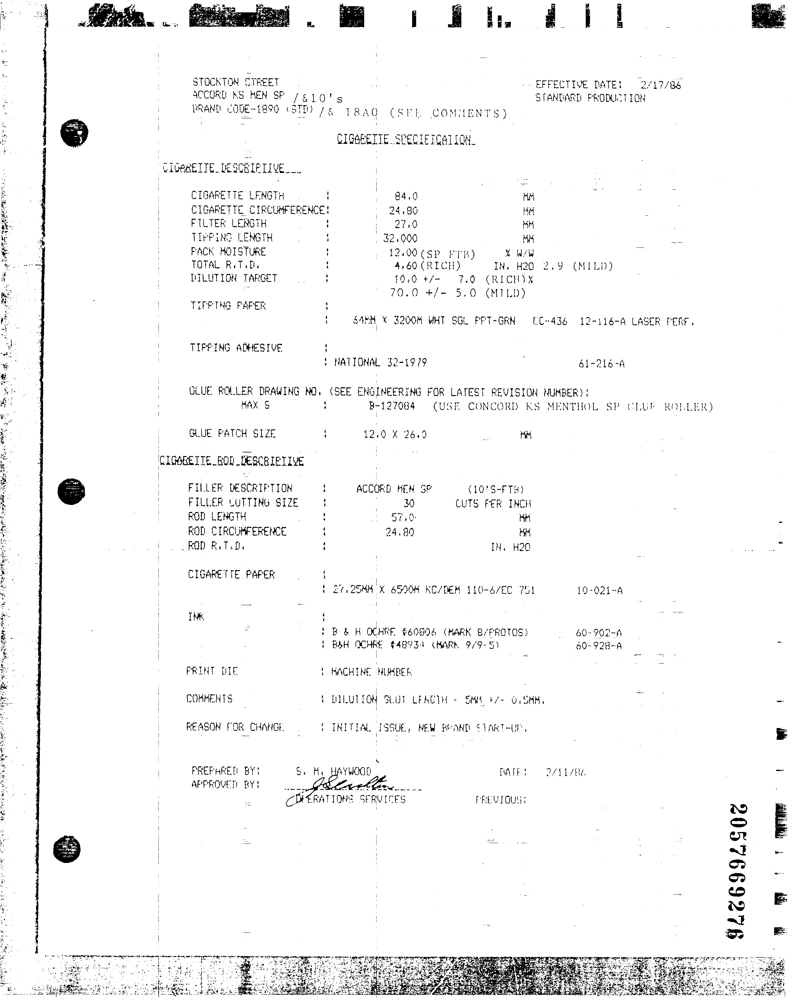 STOCKTON STREET EFFECTIVE DATE: 2/17/86
ACCORD KS MEN SP /&10's STANDARD PRODUCTION
BRAND CODE-1890 (STD) /& 18A0 (SEE COMMENTS)
CIGARETTE SPECIFICATION
CIGARETTE DESCRIPTIVE
CIGARETTE LENGTH : 84.0 MM
CIGARETTE CIRCUMFERENCE: 24.80 MM
FILTER LENGTH : 27.0 MM
TIPPING LENGTH : 32.000 MM
PACK MOISTURE : 12.00 (SP FTB) % W/W
TOTAL R.T.D. : 4.60 (RICH) IN. H2O 2.9 (MILD)
DILUTION TARGET : 10.0 +/- 7.0 (RICH)%
70.0 +/- 5.0 (MILD)
TIPPING PAPER :
: 64MM X 3200M WHT SGL PPT-GRN LC-436 12-116-A LASER PERF.
TIPPING ADHESIVE :
: NATIONAL 32-1979 61-216-A
GLUE ROLLER DRAWING NO. (SEE ENGINEERING FOR LATEST REVISION NUMBER):
MAX S : B-127084 (USE CONCORD KS MENTHOL SP GLUE ROLLER)
GLUE PATCH SIZE : 12.0 X 26.0 MM
CIGARETTE ROD DESCRIPTIVE
FILLER DESCRIPTION : ACCORD MEN SP (10'S-FTB)
FILLER CUTTING SIZE : 30 CUTS PER INCH
ROD LENGTH : 57.0 MM
ROD CIRCUMFERENCE : 24.80 MM
ROD R.T.D. : IN. H2O
CIGARETTE PAPER :
: 27.25MM X 6500M KC/DEM 110-6/EC 751 10-021-A
INK :
: B & H OCHRE #60806 (MARK 8/PROTOS) 60-902-A
: B&H OCHRE #48934 (MARK 9/9-5) 60-928-A
PRINT DIE : MACHINE NUMBER
COMMENTS : DILUTION SLOT LENGTH - 5MM +/- 0.5MM.
REASON FOR CHANGE : INITIAL ISSUE, NEW BRAND START-UP.
PREPARED BY: S. M. HAYWOOD DATE: 2/11/86
APPROVED BY:
OPERATIONS SERVICES PREVIOUS:
2057669276